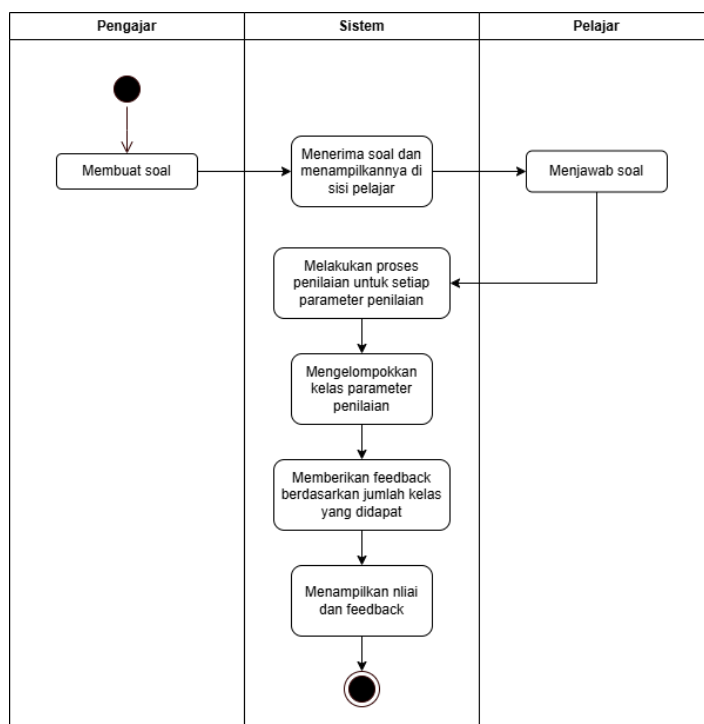 Pengajar
Sistem
Pelajar
Membuat soal
Menerima soal dan
menampilkannya di
sisi pelajar
Menjawab soal
Melakukan proses
penilaian untuk setiap
parameter penilaian
Mengelompokkan
kelas parameter
penilaian
Memberikan feedback
berdasarkan jumlah kelas
yang didapat
Menampilkan nliai
dan feedback